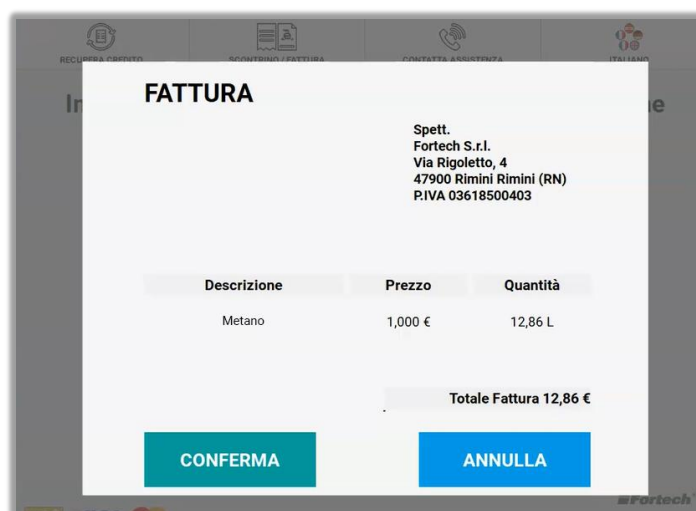 RECUPERA CREDITO
SCONTRINO / FATTURA
CONTATTA ASSISTENZA
ITALIANO
FATTURA
Spett.
Fortech S.r.l.
Via Rigoletto, 4
47900 Rimini Rimini (RN)
P.IVA 03618500403
Descrizione Prezzo Quantità
Metano 1,000 € 12,86 L
Totale Fattura 12,86 €
CONFERMA
ANNULLA
Fortech